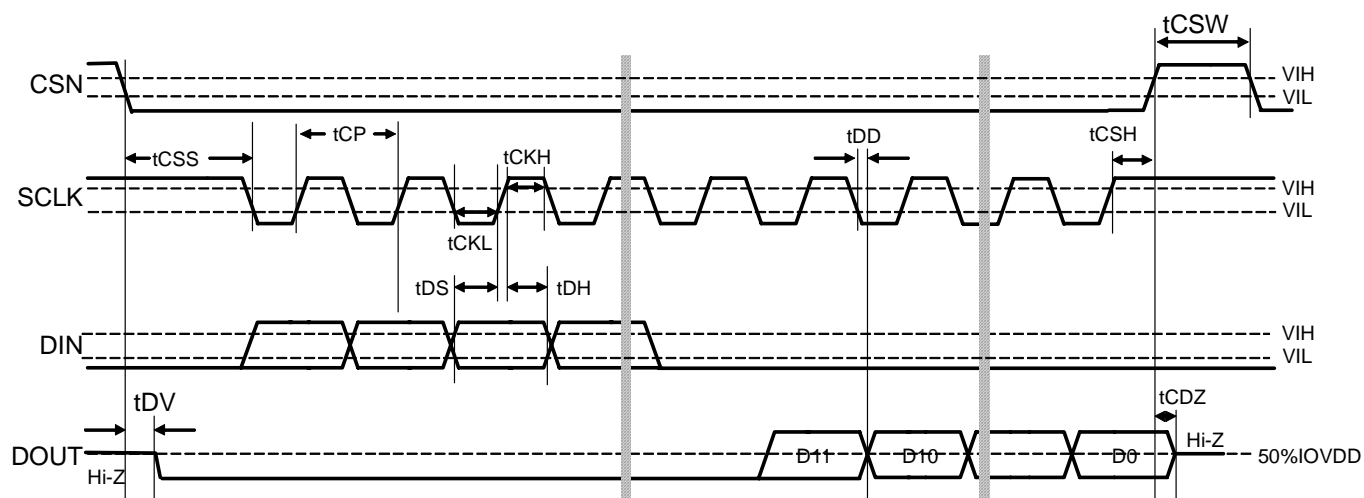 tCSW
CSN
VIH
VIL
tCSS
tCP
tCKH
tDD
tCSH
SCLK
VIH
VIL
tCKL
tDS
tDH
DIN
VIH
VIL
tDV
tCDZ
DOUT
Hi-Z
D11
D10
D0
Hi-Z
50%IOVDD